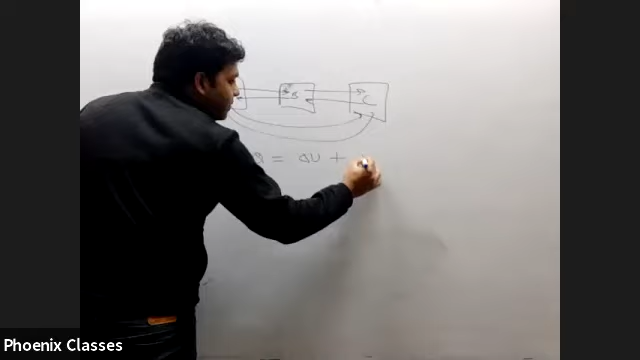 B
C
= ΔU +
Phoenix Classes